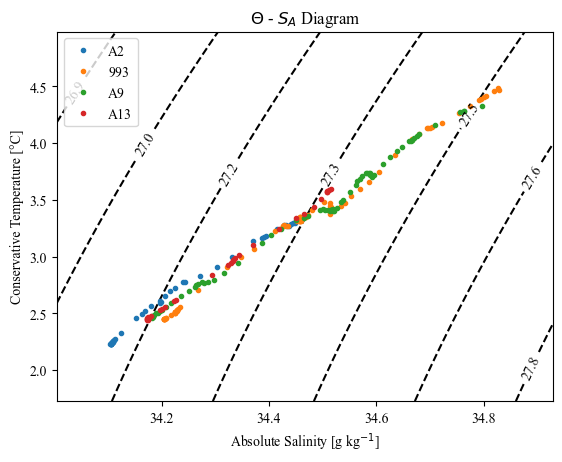 Θ - S_A Diagram
A2
993
A9
A13
26.9
27.0
27.2
27.3
27.5
27.6
27.8
4.5
4.0
3.5
3.0
2.5
2.0
Conservative Temperature [°C]
34.2 34.4 34.6 34.8
Absolute Salinity [g kg⁻¹]